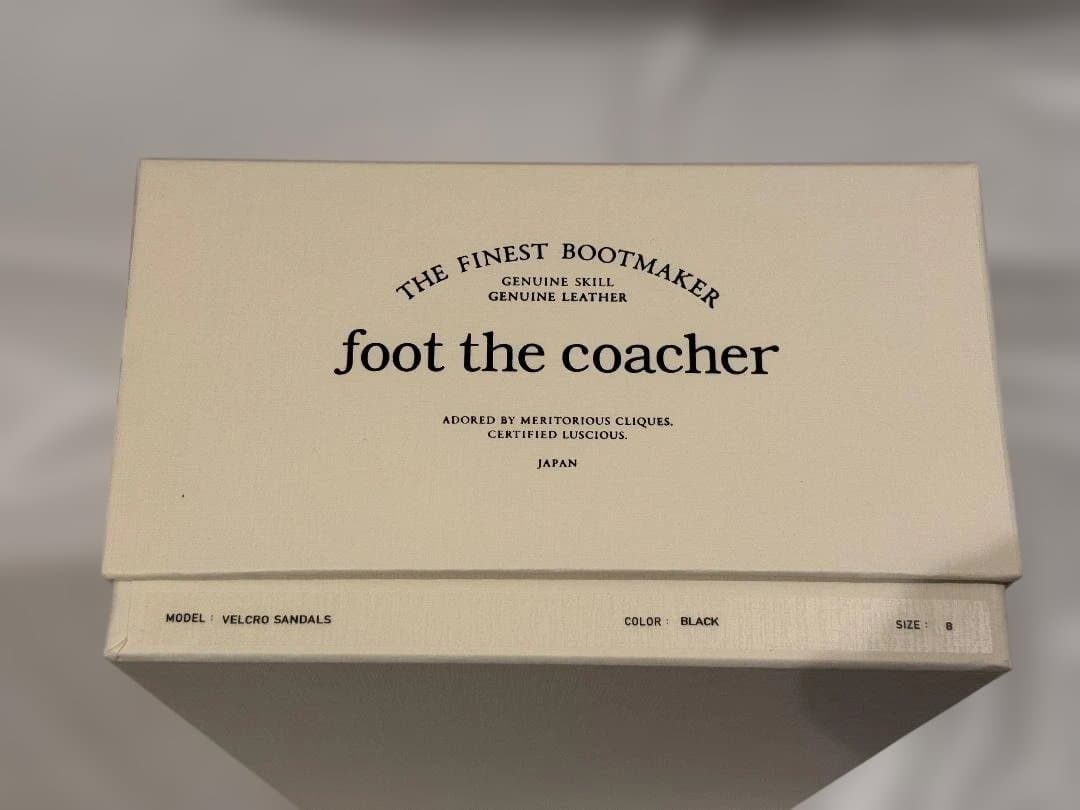 THE FINEST BOOTMAKER
GENUINE SKILL
GENUINE LEATHER
foot the coacher
ADORED BY MERITORIOUS CLIQUES.
CERTIFIED LUSCIOUS.
JAPAN
MODEL : VELCRO SANDALS COLOR : BLACK SIZE : 8